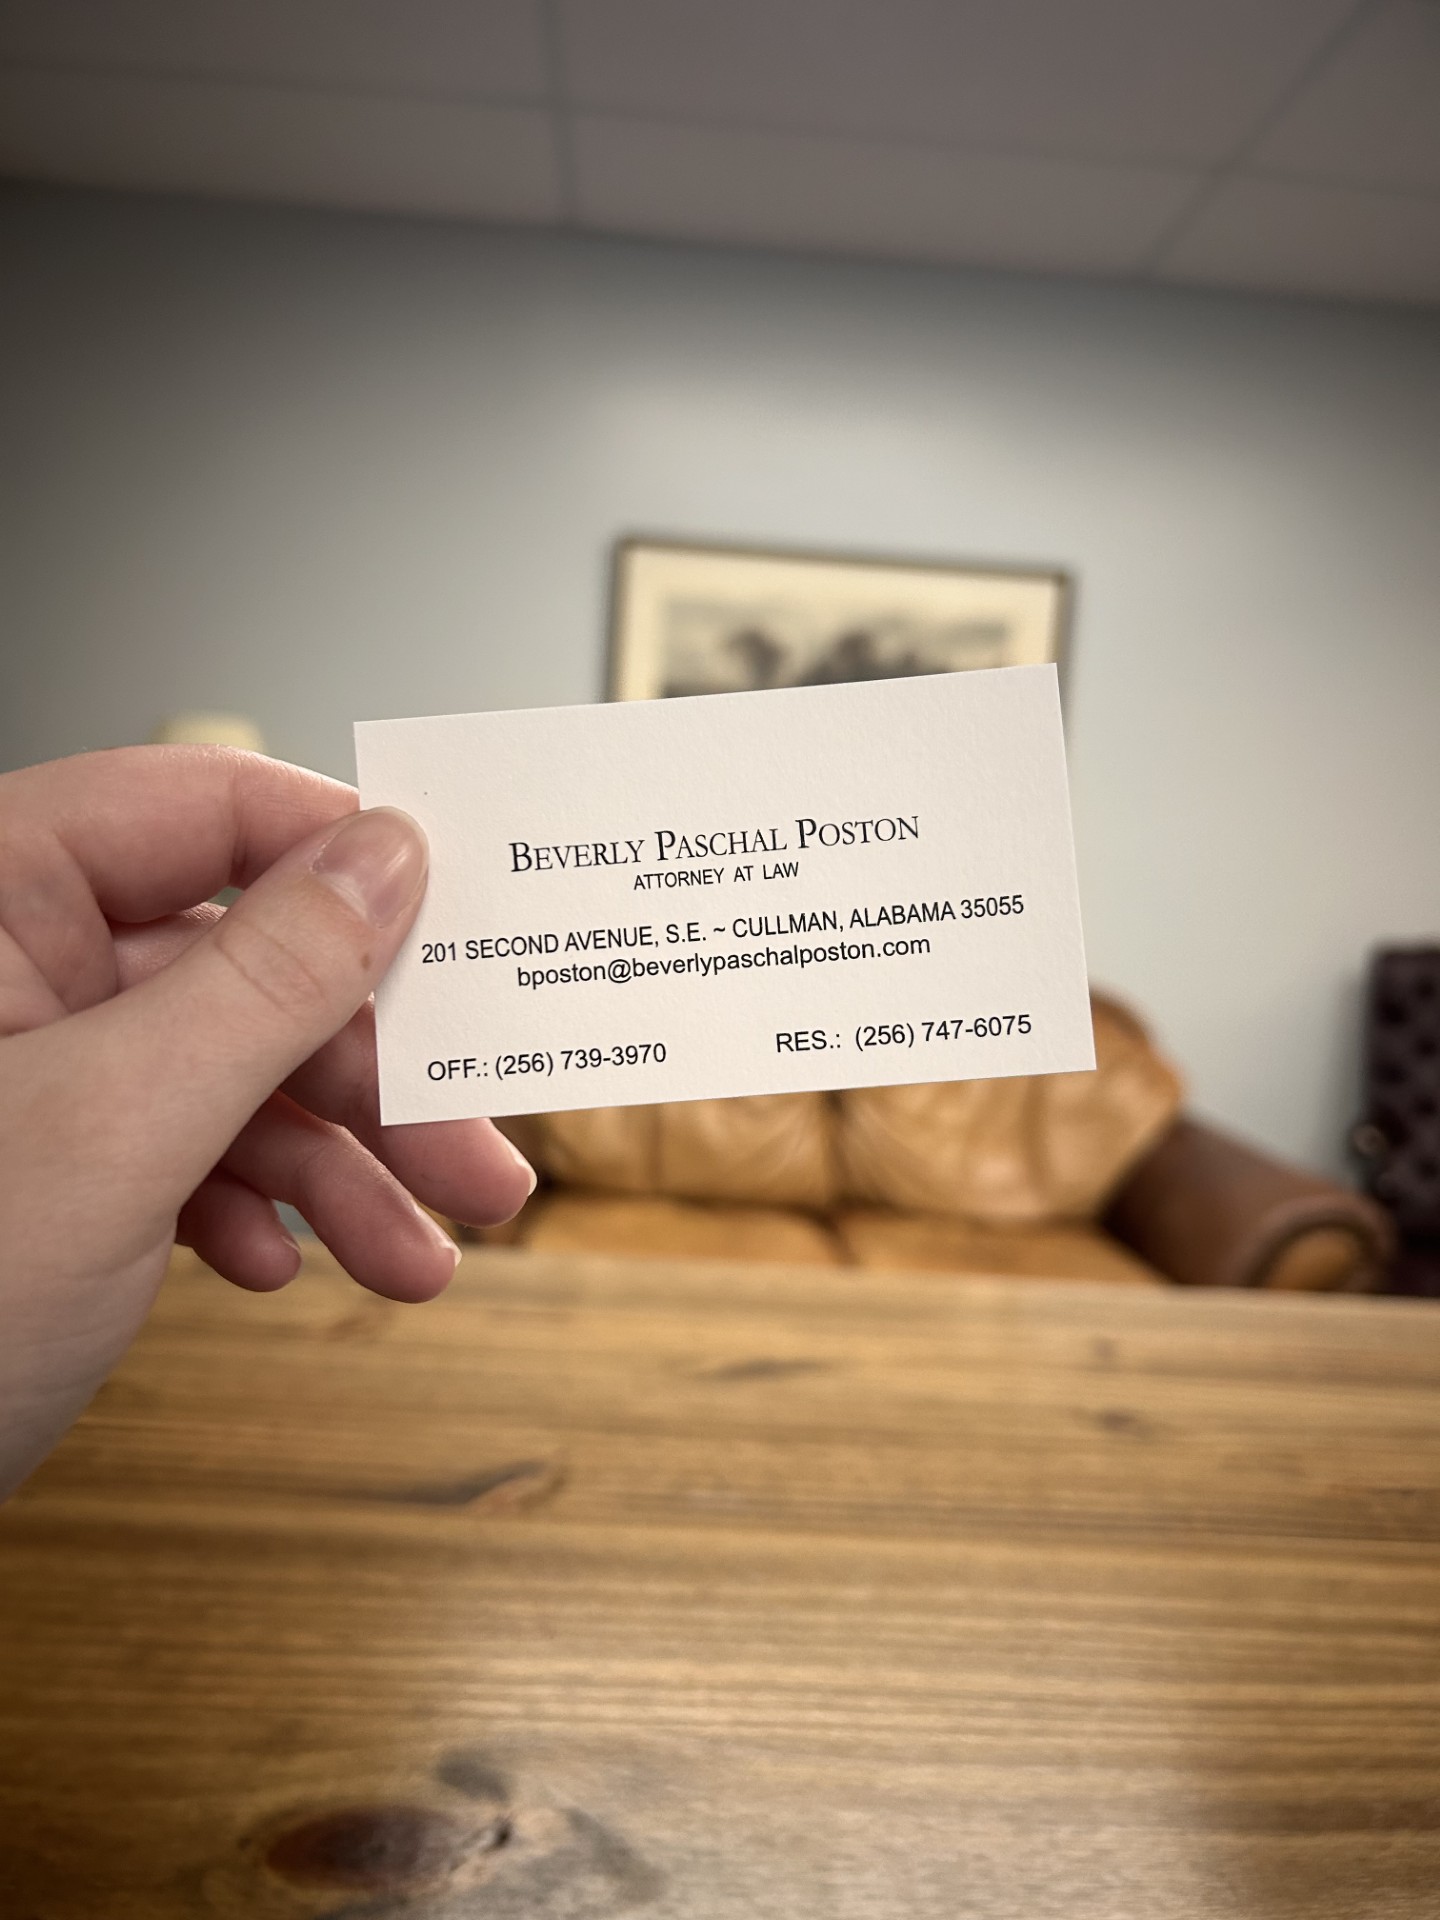 BEVERLY PASCHAL POSTON
ATTORNEY AT LAW
201 SECOND AVENUE, S.E. ~ CULLMAN, ALABAMA 35055
bposton@beverlypaschalposton.com
OFF.: (256) 739-3970 RES.: (256) 747-6075